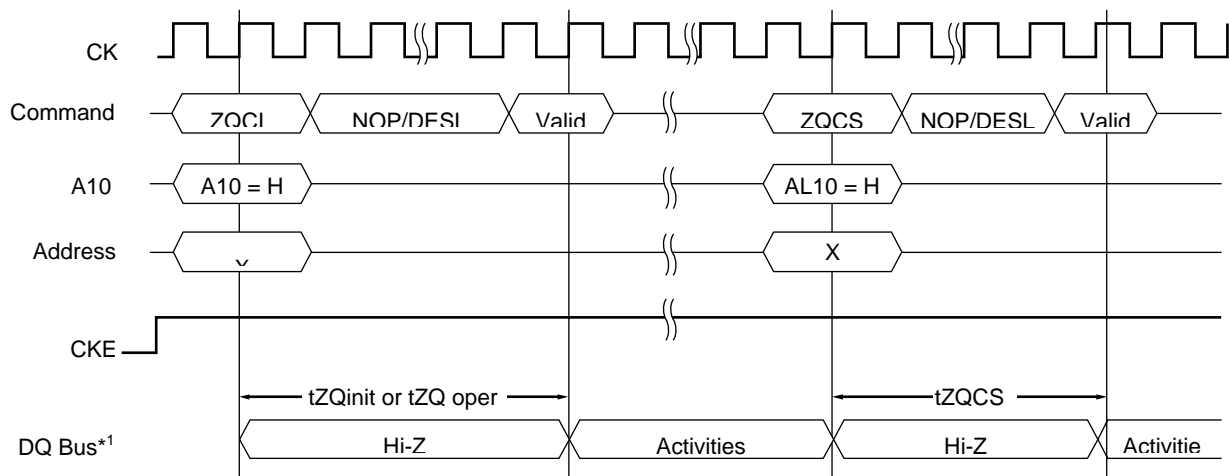 CK
Command ZQCL NOP/DESL Valid ZQCS NOP/DESL Valid
A10 A10 = H AL10 = H
Address X X
CKE
tZQinit or tZQ oper tZQCS
DQ Bus*1 Hi-Z Activities Hi-Z Activitie